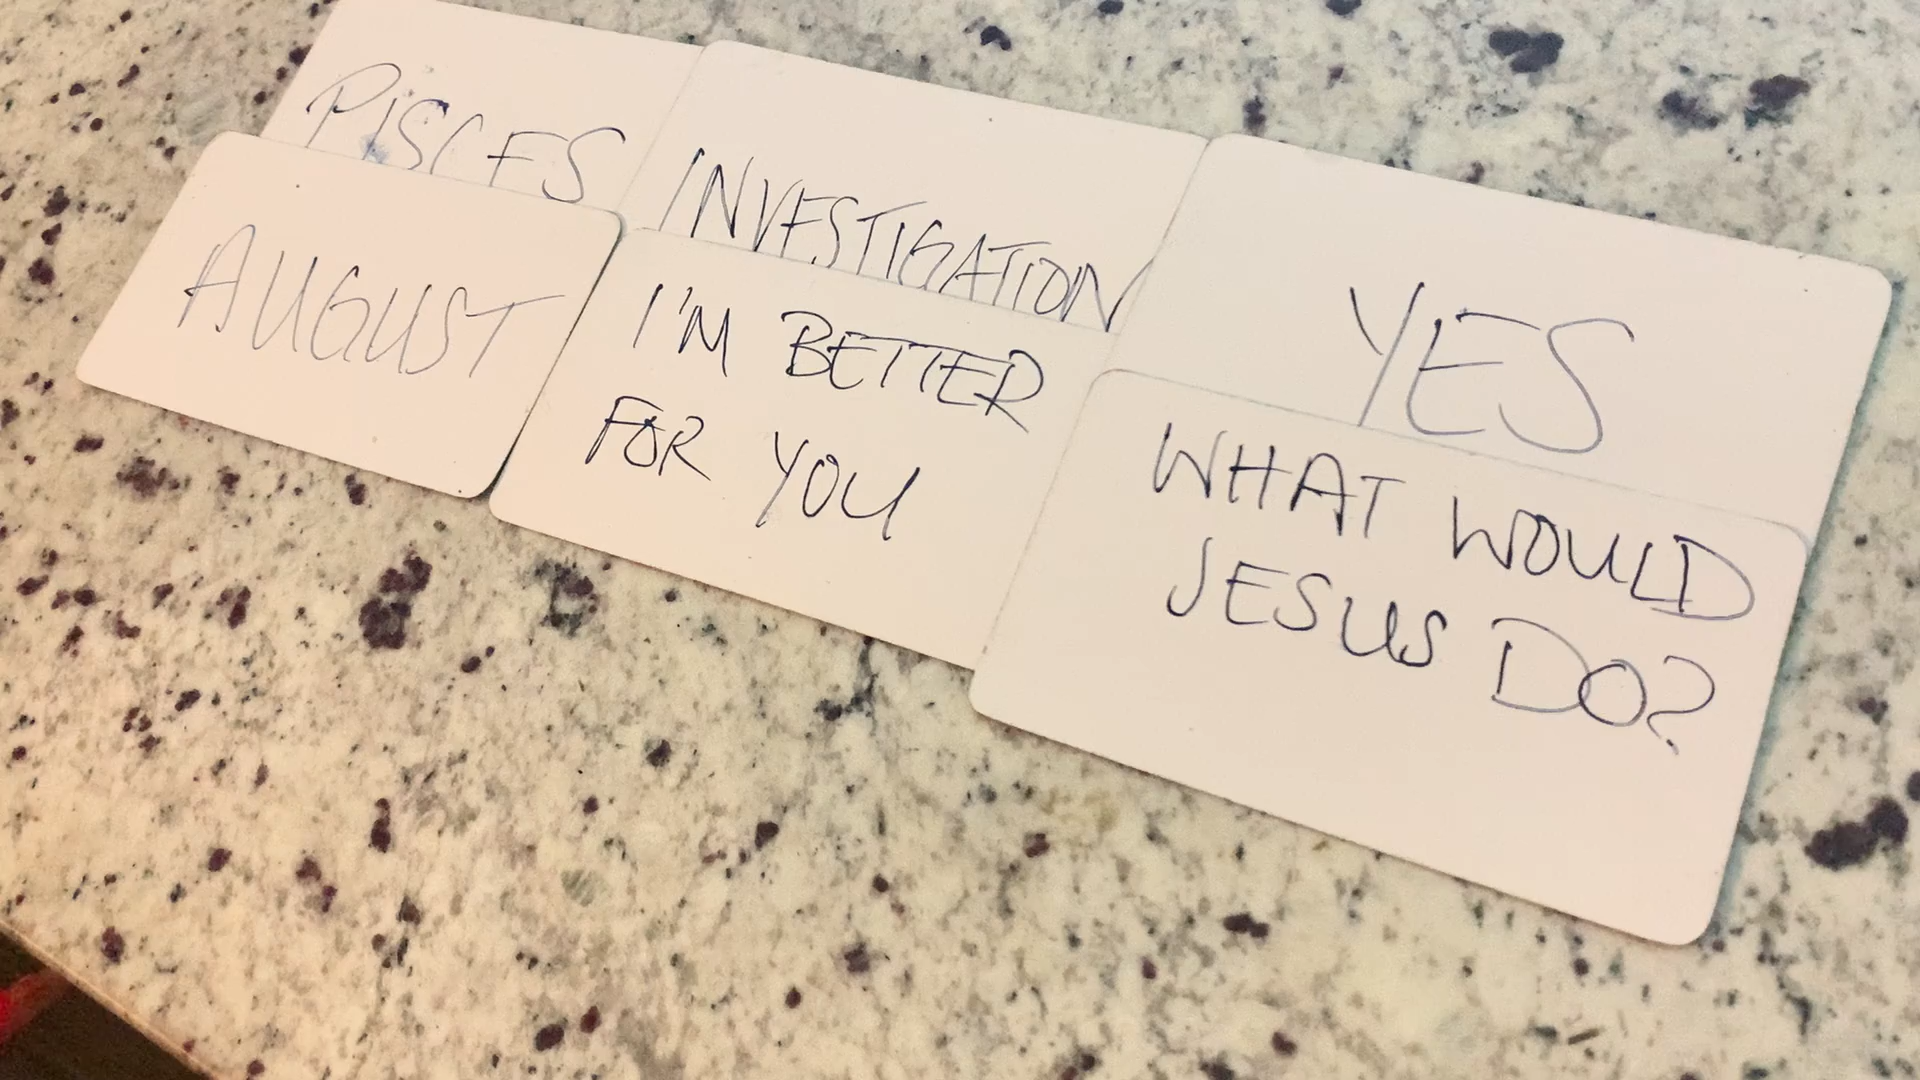 PISCES
INVESTIGATION
YES
AUGUST
I'M BETTER
FOR YOU
WHAT WOULD
JESUS DO?